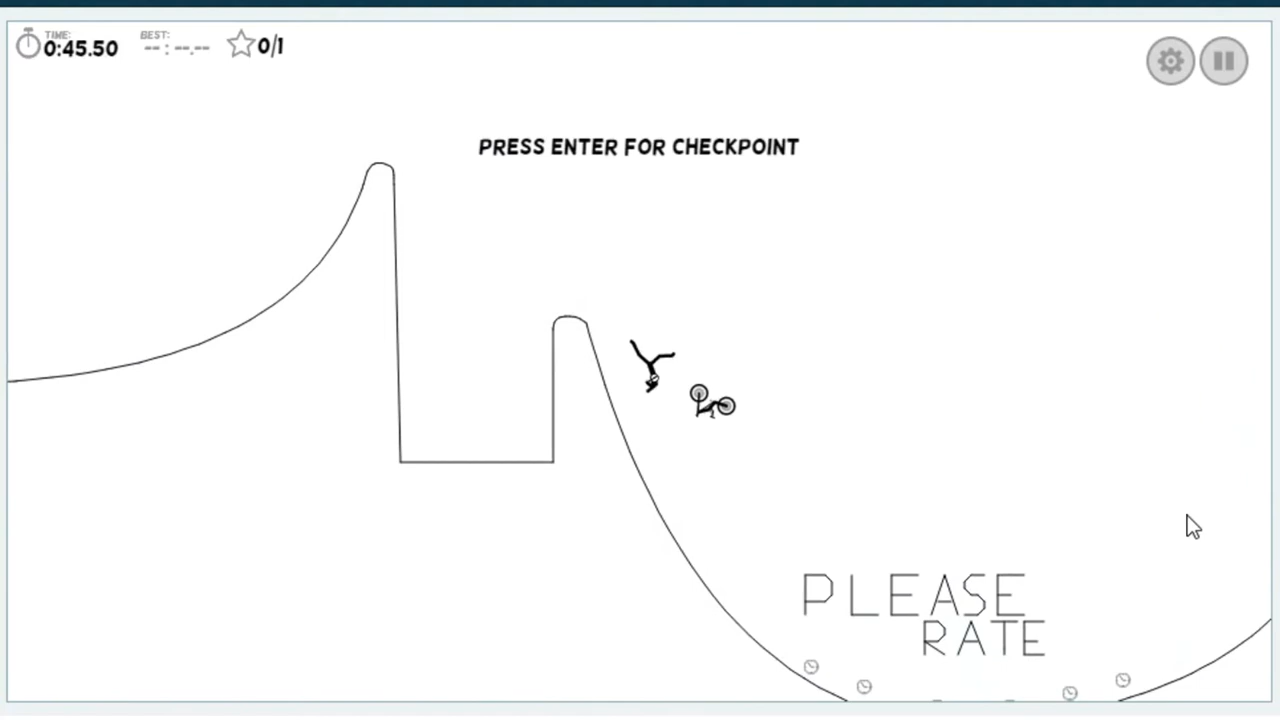 TIME:
0:45.50
BEST:
-- : --.--
0/1
PRESS ENTER FOR CHECKPOINT
PLEASE
RATE